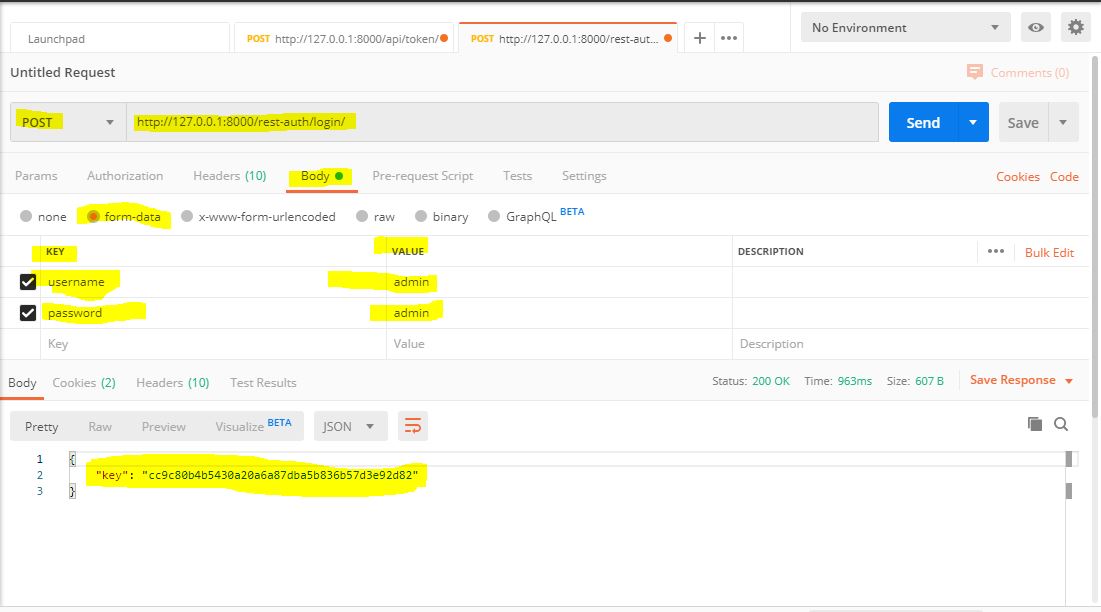 Launchpad
POST http://127.0.0.1:8000/api/token/
POST http://127.0.0.1:8000/rest-aut...
No Environment
Untitled Request
Comments (0)
POST
http://127.0.0.1:8000/rest-auth/login/
Send
Save
Params Authorization Headers (10) Body Pre-request Script Tests Settings Cookies Code
none form-data x-www-form-urlencoded raw binary GraphQL BETA
KEY VALUE DESCRIPTION Bulk Edit
username admin
password admin
Key Value Description
Body Cookies (2) Headers (10) Test Results Status: 200 OK Time: 963ms Size: 607 B Save Response
Pretty Raw Preview Visualize BETA JSON
1 {
2 "key": "cc9c80b4b5430a20a6a87dba5b836b57d3e92d82"
3 }